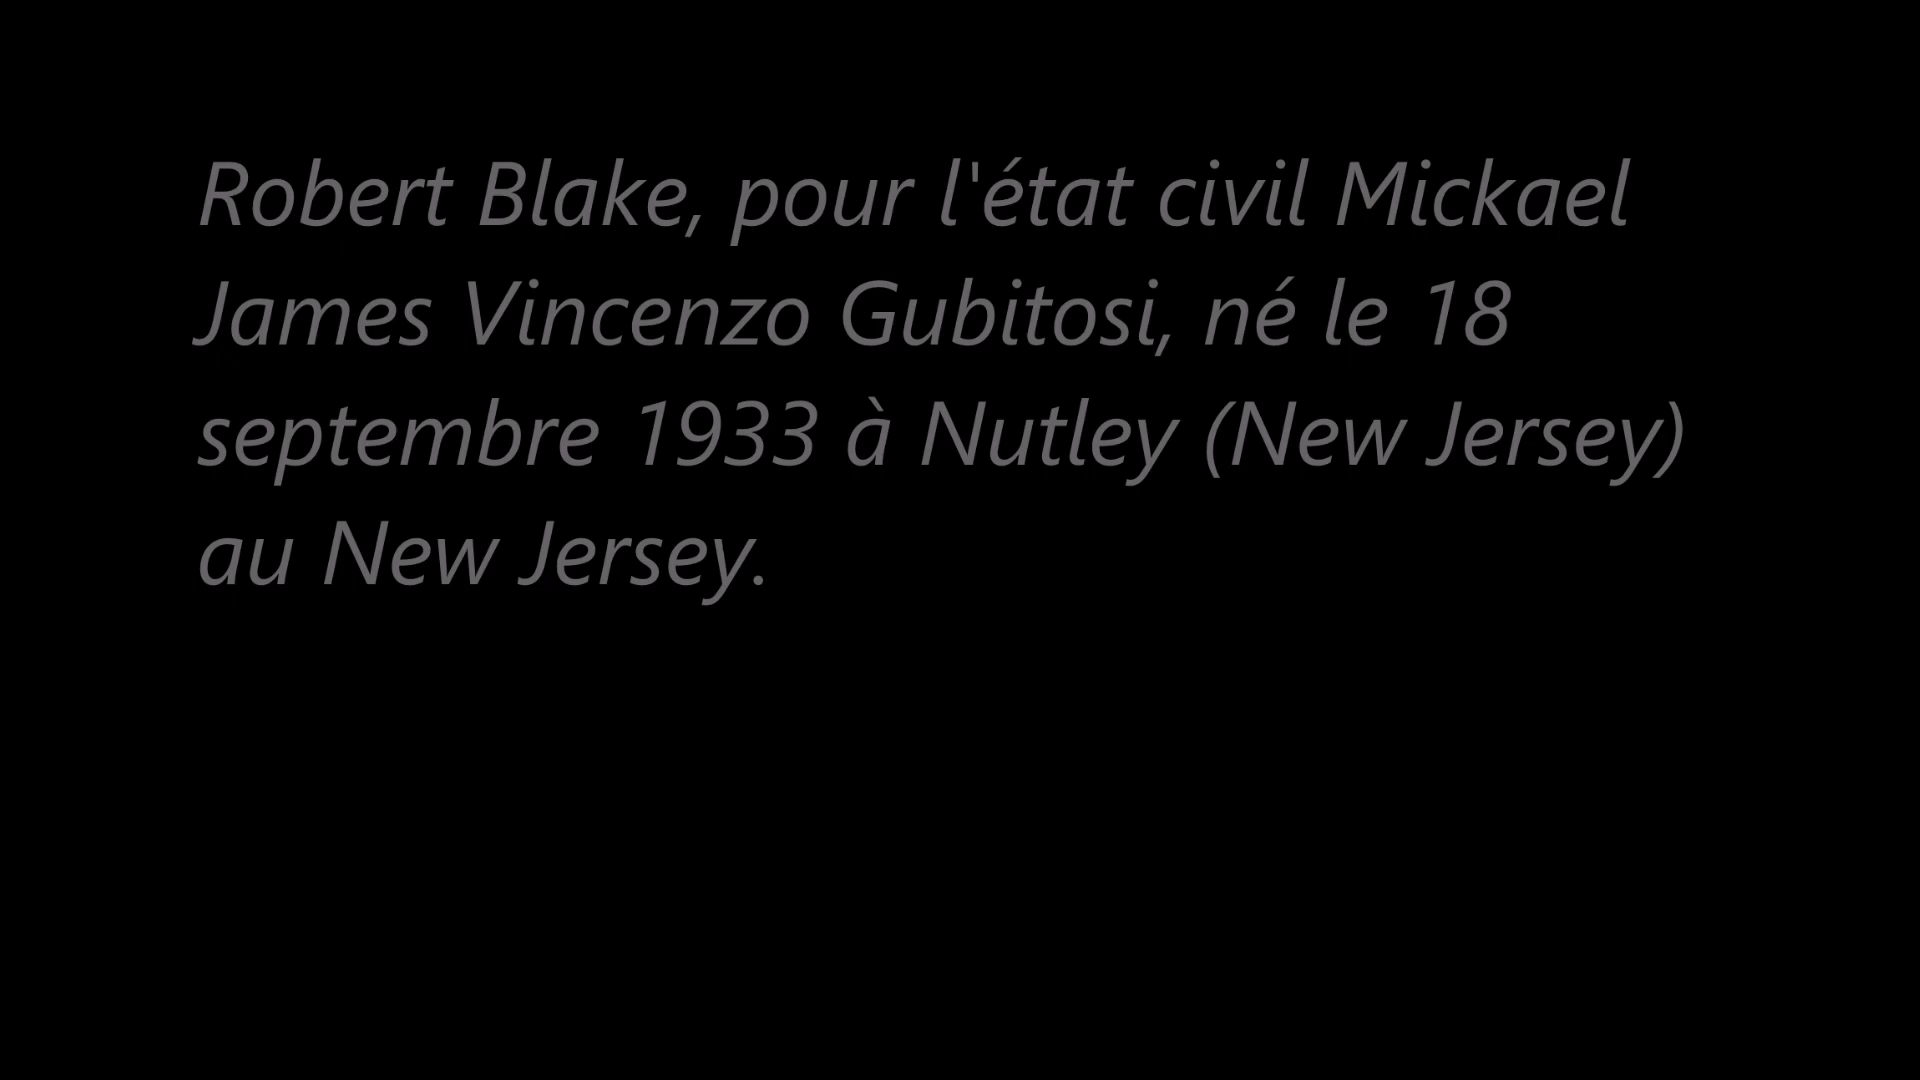 Robert Blake, pour l'état civil Mickael
James Vincenzo Gubitosi, né le 18
septembre 1933 à Nutley (New Jersey)
au New Jersey.